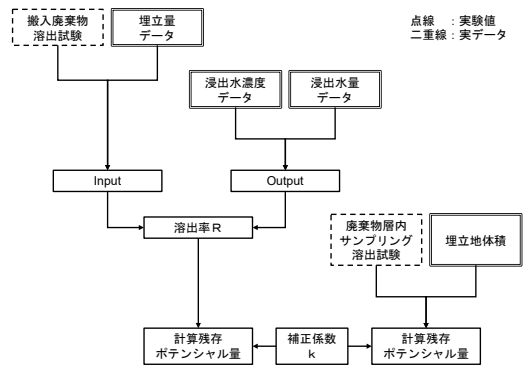 搬入廃棄物
溶出試験
埋立量
データ
点線 : 実験値
二重線 : 実データ
浸出水濃度
データ
浸出水量
データ
Input
Output
溶出率R
廃棄物層内
サンプリング
溶出試験
埋立地体積
計算残存
ポテンシャル量
補正係数
k
計算残存
ポテンシャル量